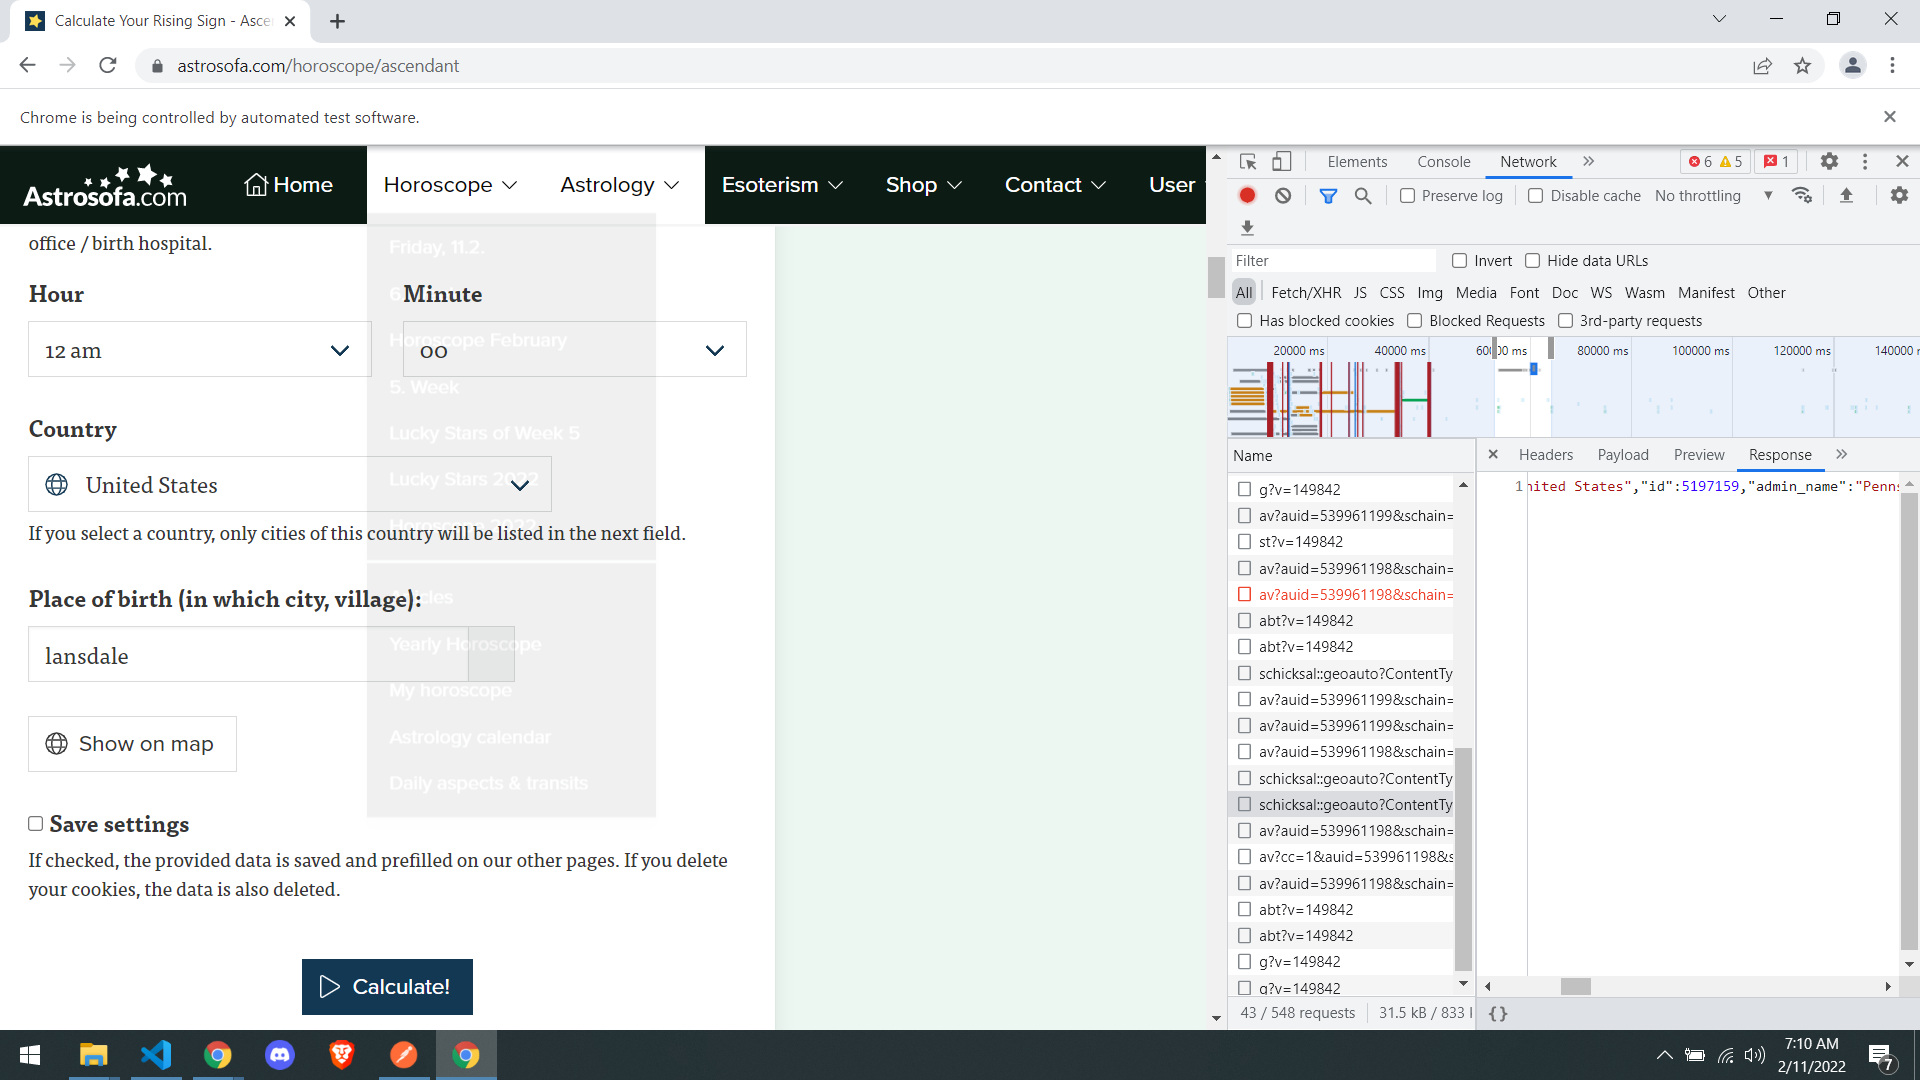 Calculate Your Rising Sign - Asce
astrosofa.com/horoscope/ascendant
Chrome is being controlled by automated test software.
Astrosofa.com
Home
Horoscope
Astrology
Esoterism
Shop
Contact
User
office / birth hospital.
Friday, 11.2.
Hour
Minute
Horoscope February
12 am
00
5. Week
Country
Lucky Stars of Week 5
Lucky Stars 2022
United States
If you select a country, only cities of this country will be listed in the next field.
Place of birth (in which city, village):
Yearly Horoscope
lansdale
My horoscope
Show on map
Astrology calendar
Daily aspects & transits
Save settings
If checked, the provided data is saved and prefilled on our other pages. If you delete
your cookies, the data is also deleted.
Calculate!
Elements
Console
Network
6
5
1
Preserve log
Disable cache
No throttling
Filter
Invert
Hide data URLs
All
Fetch/XHR
JS
CSS
Img
Media
Font
Doc
WS
Wasm
Manifest
Other
Has blocked cookies
Blocked Requests
3rd-party requests
20000 ms
40000 ms
80000 ms
100000 ms
120000 ms
140000
Name
Headers
Payload
Preview
Response
1
nited States","id":5197159,"admin_name":"Penns
g?v=149842
av?auid=539961199&schain=
st?v=149842
av?auid=539961198&schain=
av?auid=539961198&schain=
abt?v=149842
abt?v=149842
schicksal::geoauto?ContentTy
av?auid=539961199&schain=
av?auid=539961199&schain=
av?auid=539961198&schain=
schicksal::geoauto?ContentTy
schicksal::geoauto?ContentTy
av?auid=539961198&schain=
av?cc=1&auid=539961198&s
av?auid=539961198&schain=
abt?v=149842
abt?v=149842
g?v=149842
g?v=149842
43 / 548 requests
31.5 kB / 833
{}
7:10 AM
2/11/2022
7